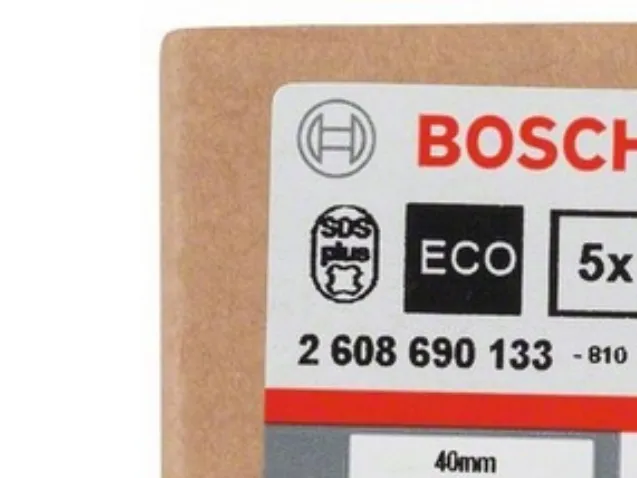 BOSCH
SDS
plus
ECO
5x
2 608 690 133 - 810
40mm